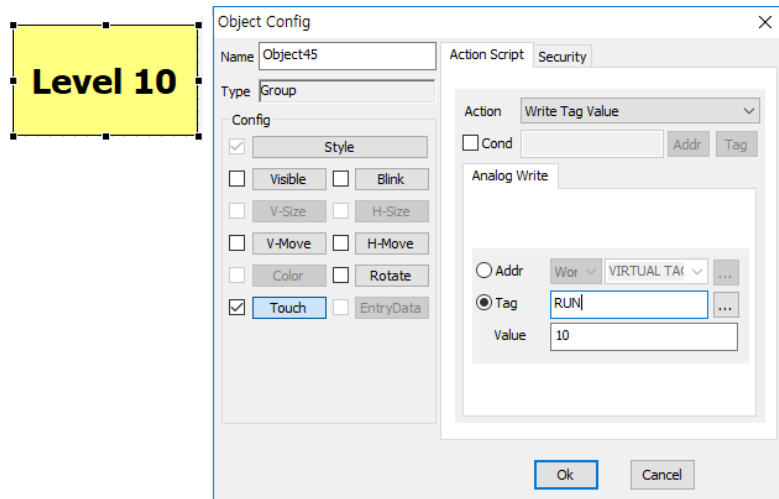 Level 10
Object Config
Name Object45
Type Group
Config
Style
Visible Blink
V-Size H-Size
V-Move H-Move
Color Rotate
Touch EntryData
Action Script Security
Action Write Tag Value
Cond Addr Tag
Analog Write
Addr Wor VIRTUAL TA( ...
Tag RUN ...
Value 10
Ok Cancel